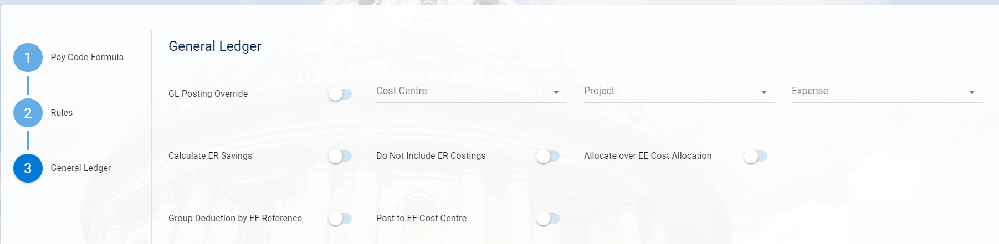 General Ledger
1 Pay Code Formula
GL Posting Override Cost Centre Project Expense
2 Rules
Calculate ER Savings Do Not Include ER Costings Allocate over EE Cost Allocation
3 General Ledger
Group Deduction by EE Reference Post to EE Cost Centre